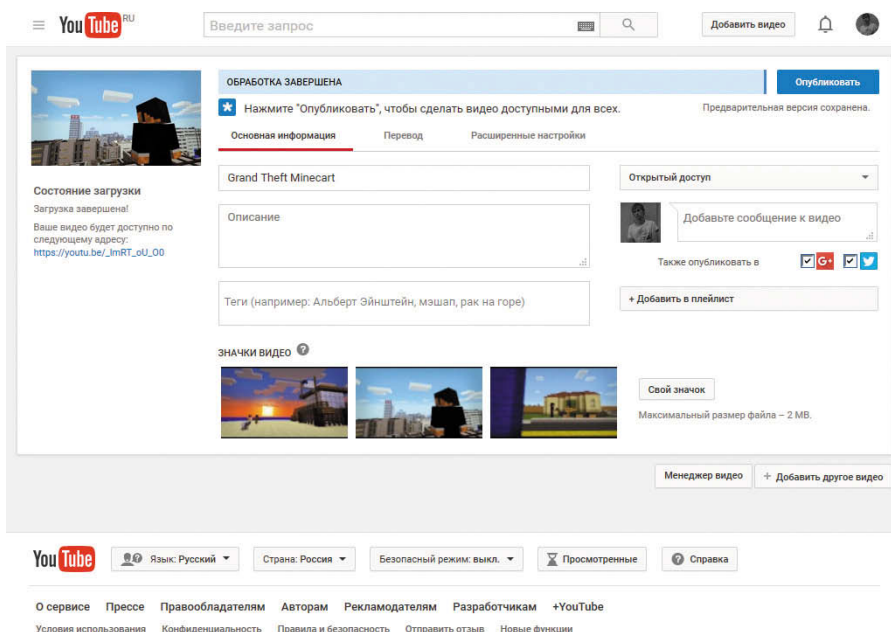 YouTube RU
Введите запрос
Добавить видео
ОБРАБОТКА ЗАВЕРШЕНА
Опубликовать
Нажмите "Опубликовать", чтобы сделать видео доступными для всех.
Предварительная версия сохранена.
Основная информация Перевод Расширенные настройки
Состояние загрузки
Загрузка завершена!
Ваше видео будет доступно по
следующему адресу:
https://youtu.be/_ImRT_oU_O0
Grand Theft Minecart
Описание
Теги (например: Альберт Эйнштейн, мэшап, рак на горе)
Открытый доступ
Добавьте сообщение к видео
Также опубликовать в G+
+ Добавить в плейлист
ЗНАЧКИ ВИДЕО ?
Свой значок
Максимальный размер файла – 2 MB.
Менеджер видео + Добавить другое видео
YouTube Язык: Русский Страна: Россия Безопасный режим: выкл. Просмотренные ? Справка
О сервисе Прессе Правообладателям Авторам Рекламодателям Разработчикам +YouTube
Условия использования Конфиденциальность Правила и безопасность Отправить отзыв Новые функции